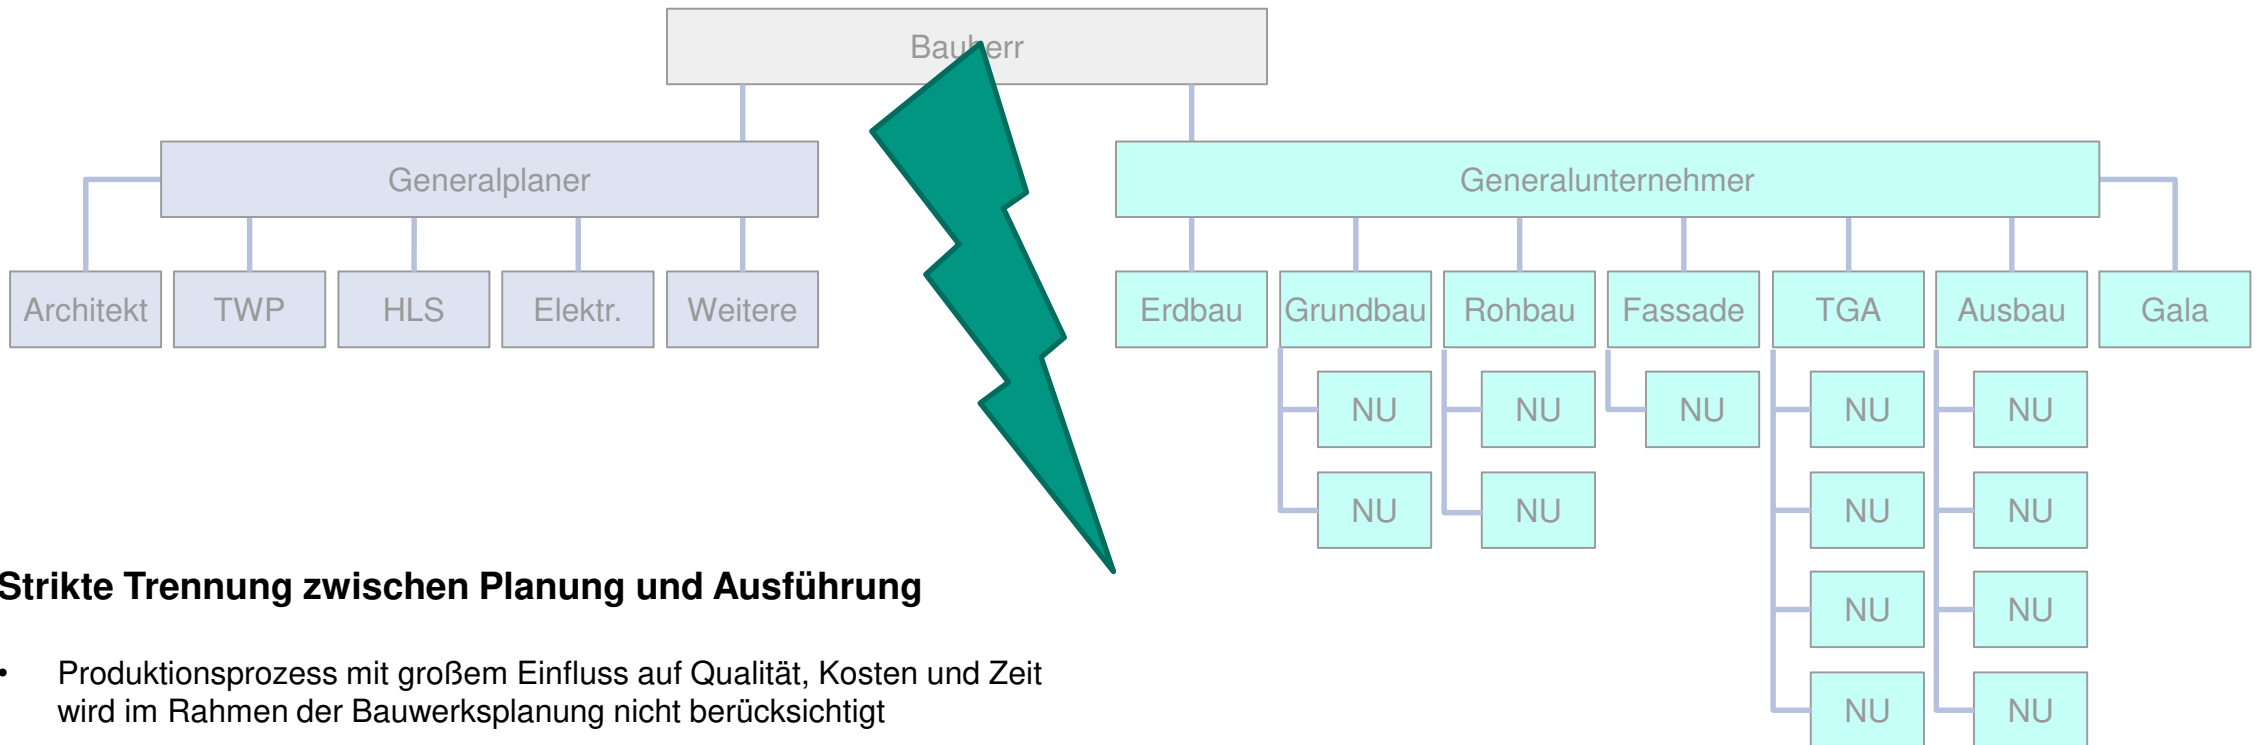 Bauherr
Generalplaner
Generalunternehmer
Architekt
TWP
HLS
Elektr.
Weitere
Erdbau
Grundbau
Rohbau
Fassade
TGA
Ausbau
Gala
NU
NU
NU
NU
NU
NU
NU
NU
NU
Strikte Trennung zwischen Planung und Ausführung
NU
NU
• Produktionsprozess mit großem Einfluss auf Qualität, Kosten und Zeit
wird im Rahmen der Bauwerksplanung nicht berücksichtigt
NU
NU